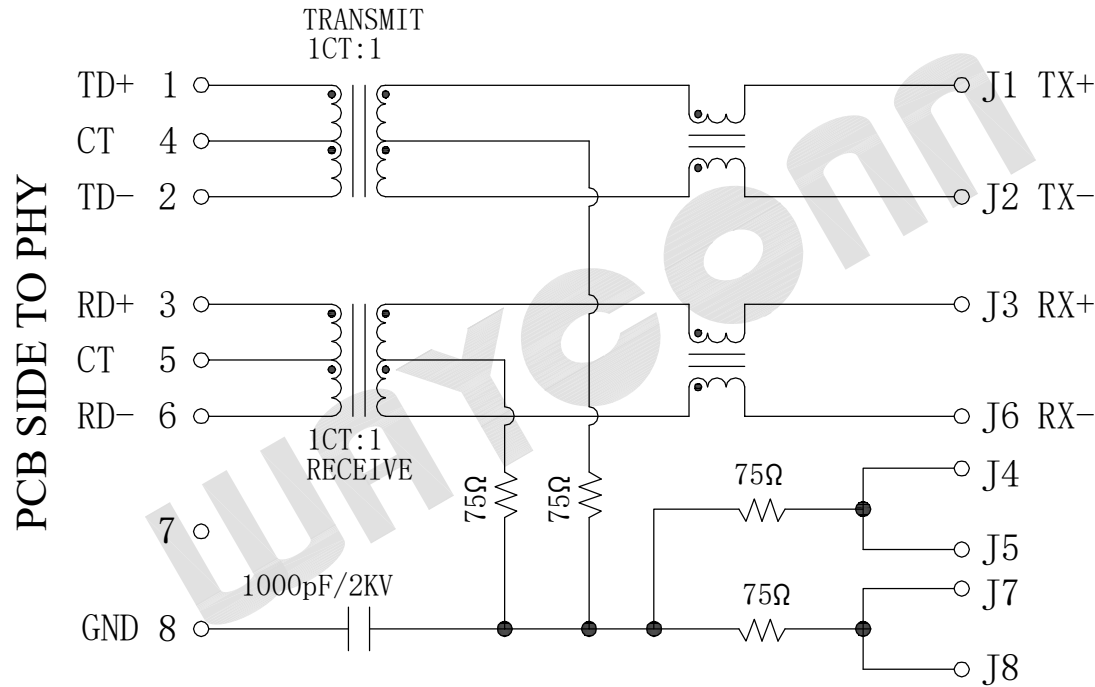 TRANSMIT
1CT:1
TD+ 1
CT 4
TD- 2
J1 TX+
J2 TX-
PCB SIDE TO PHY
RD+ 3
CT 5
RD- 6
J3 RX+
J6 RX-
1CT:1
RECEIVE
75Ω
75Ω
75Ω
J4
J5
7
1000pF/2KV
GND 8
75Ω
J7
J8
WAYCONN